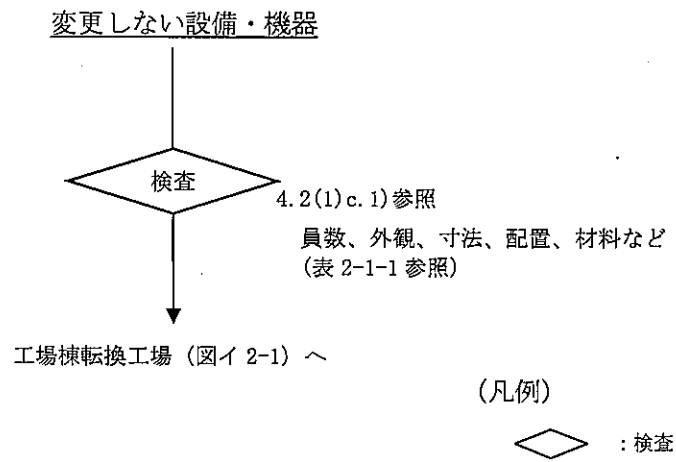 変更しない設備・機器
検査
4.2(1)c.1)参照
員数、外観、寸法、配置、材料など
(表 2-1-1 参照)
工場棟転換工場（図イ 2-1）へ
(凡例)
：検査